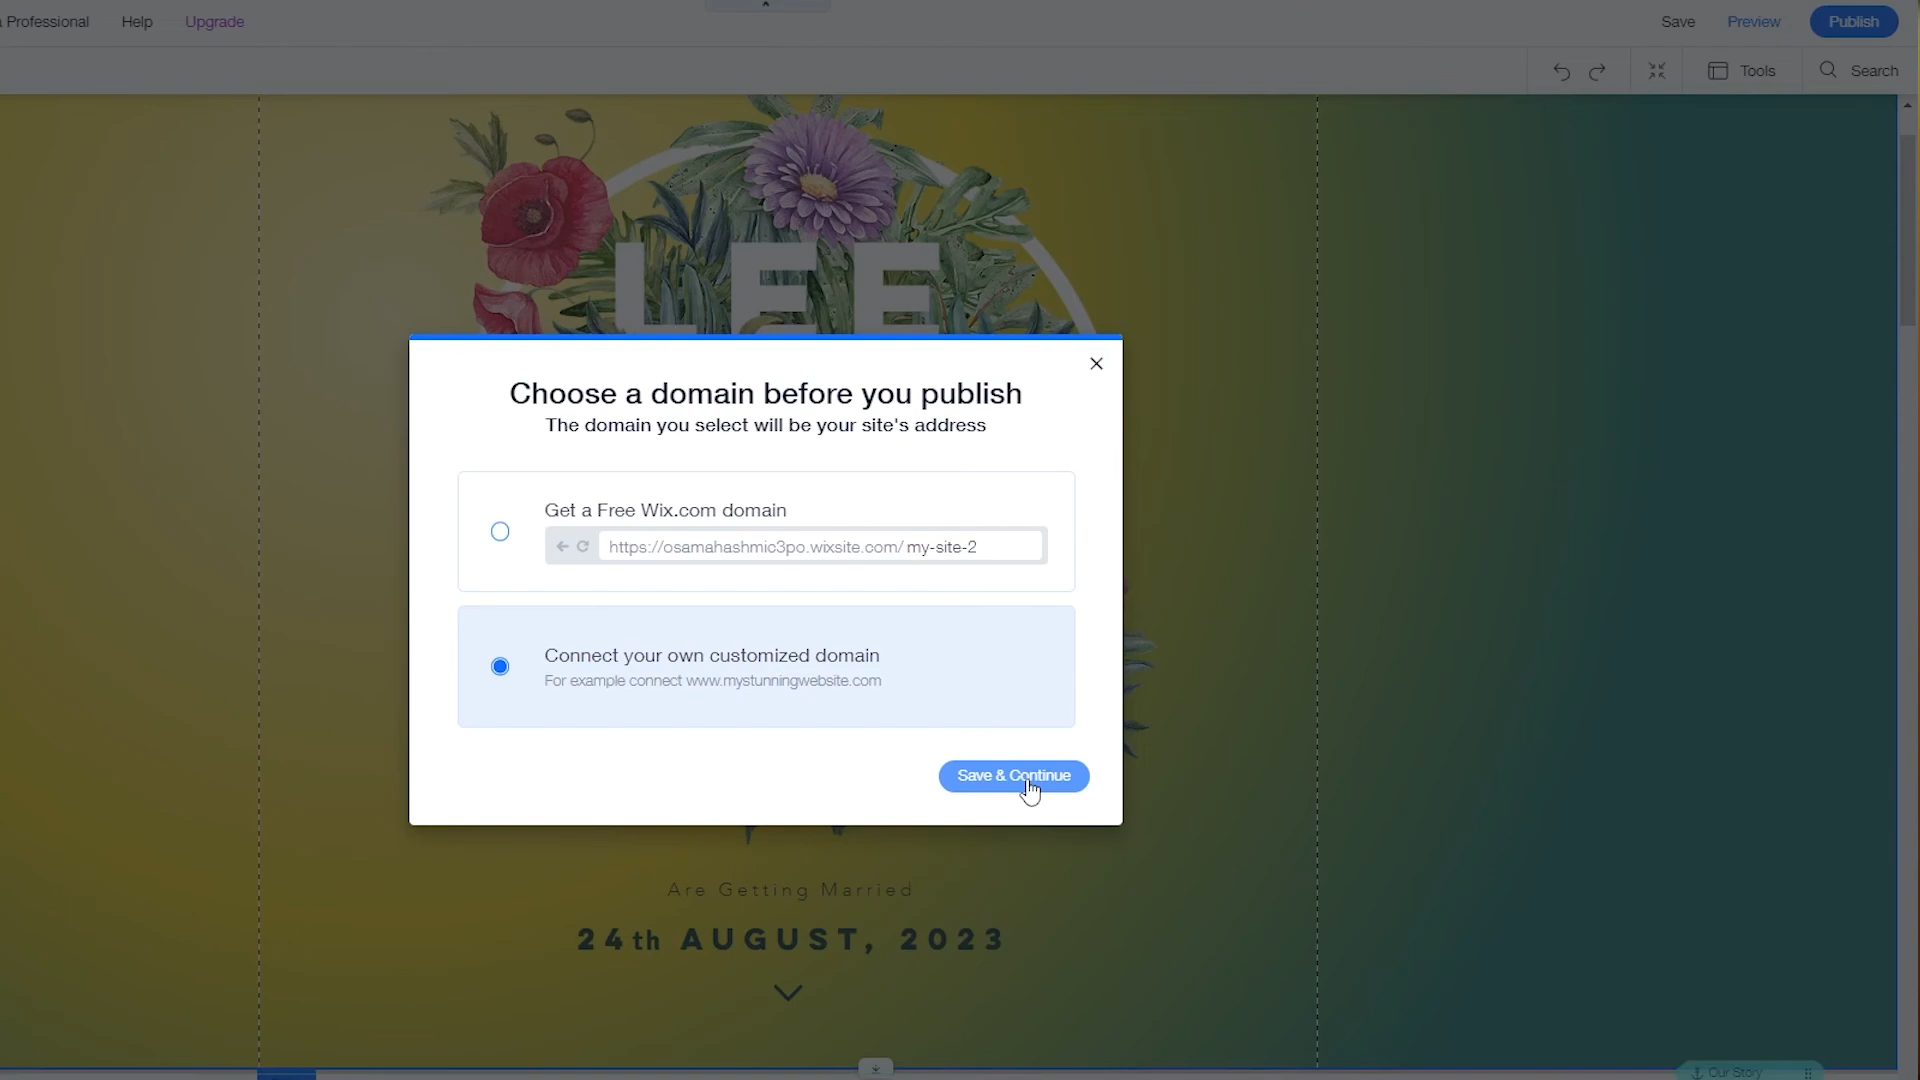 a Professional Help Upgrade Save Preview Publish
Tools Search
LEE
Choose a domain before you publish
The domain you select will be your site's address
Get a Free Wix.com domain
https://osamahashmic3po.wixsite.com/ my-site-2
Connect your own customized domain
For example connect www.mystunningwebsite.com
Save & Continue
Are Getting Married
24th AUGUST, 2023
Our Story